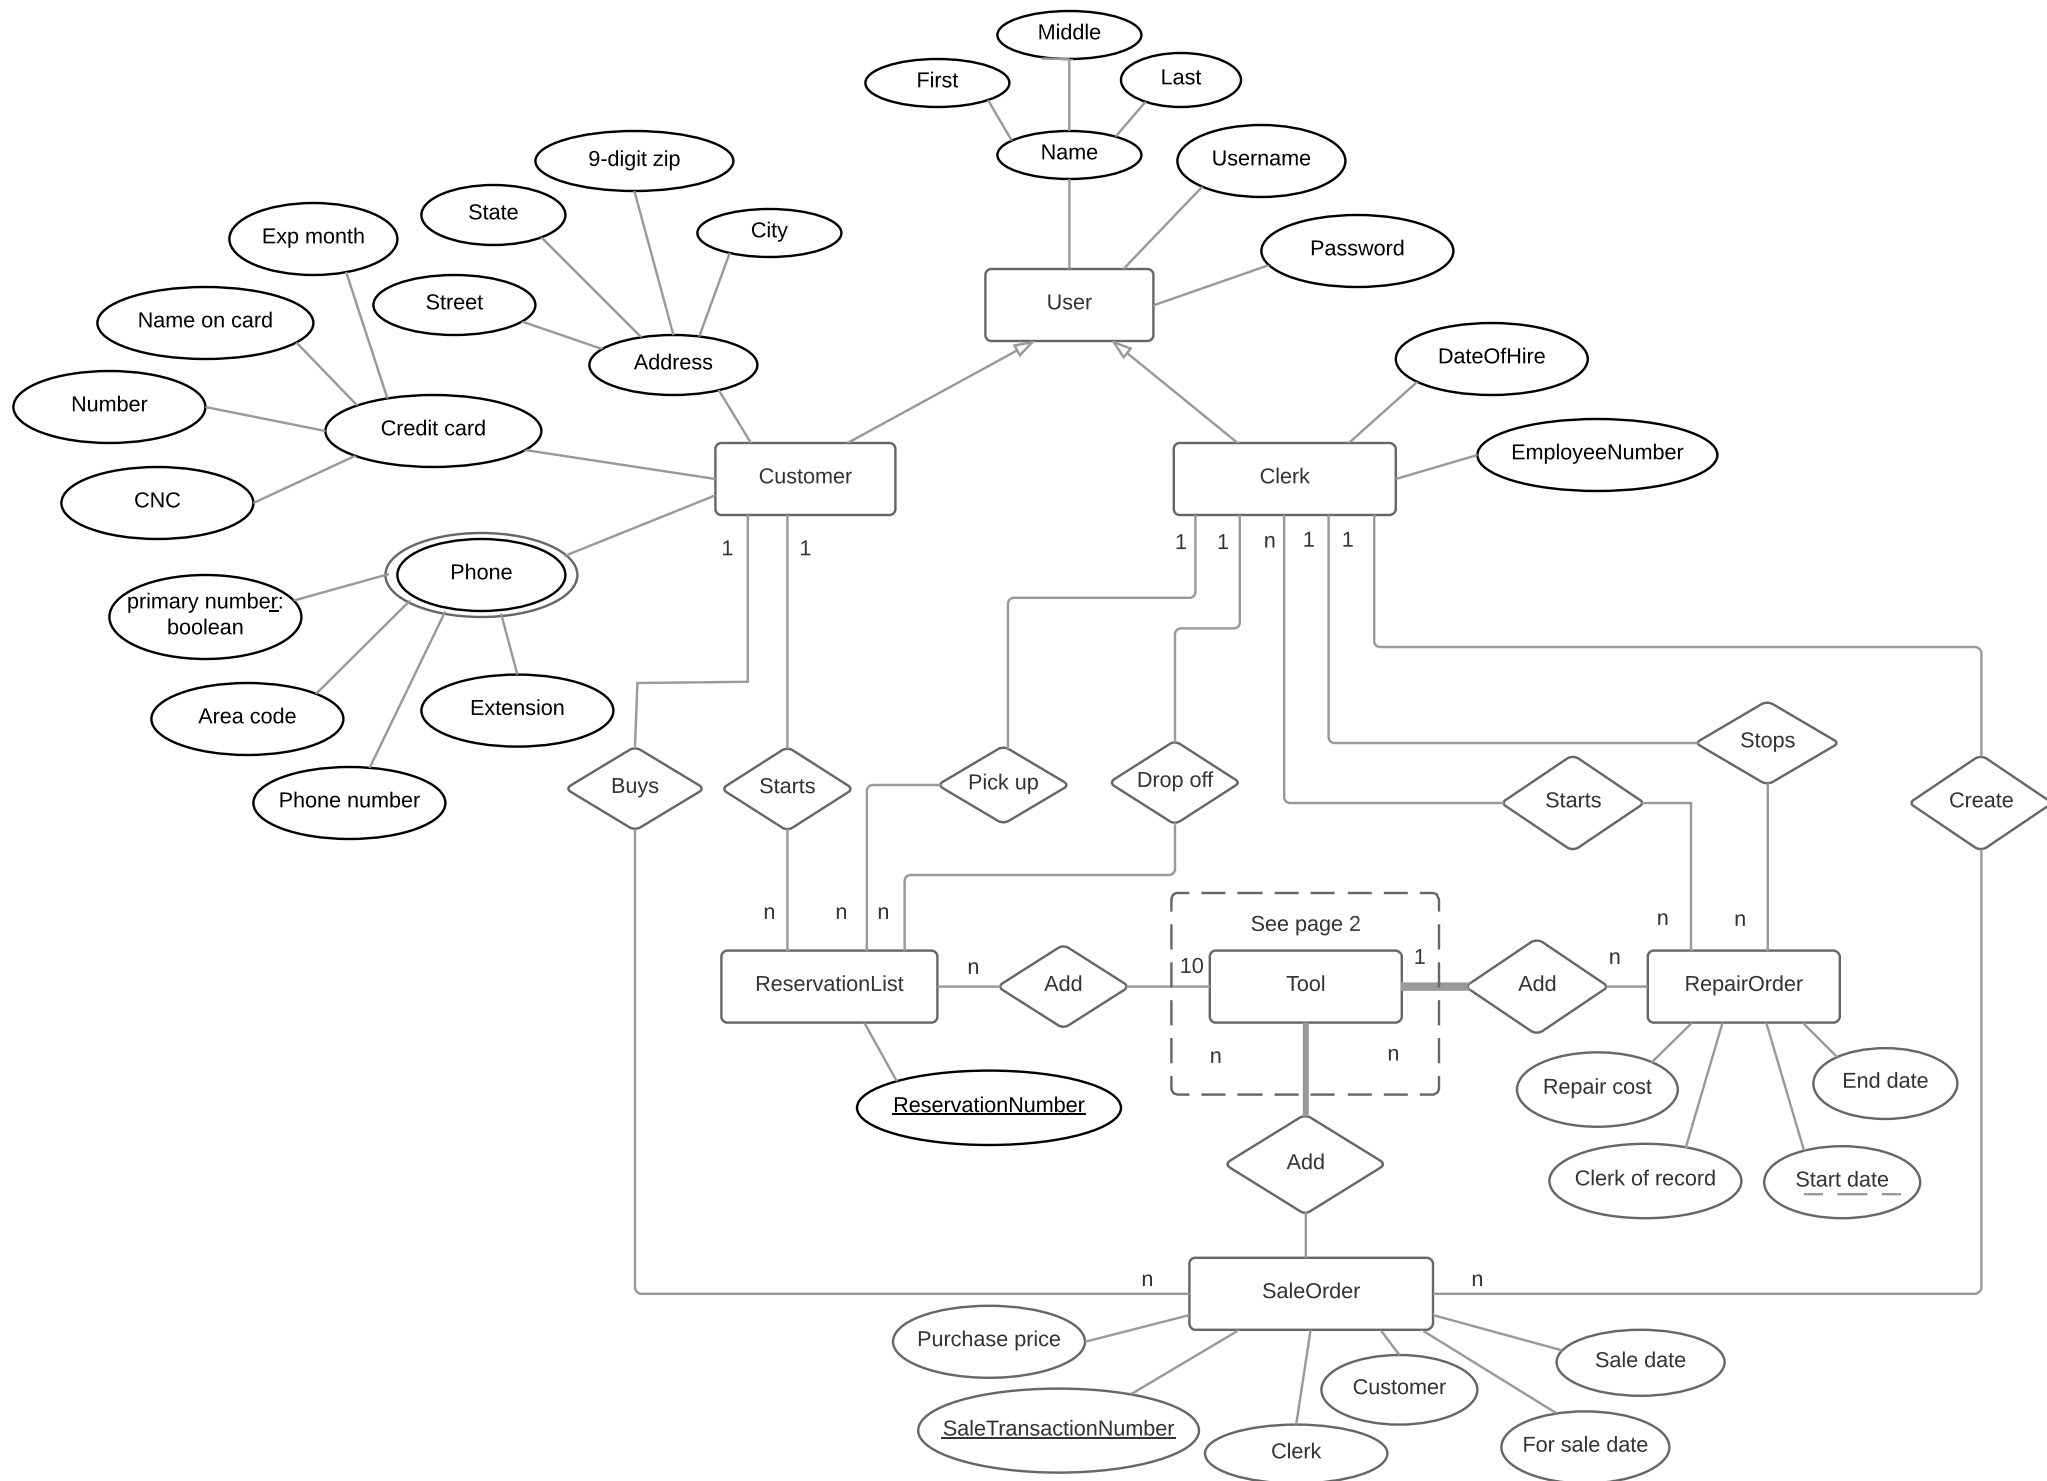 Middle
First
Last
Name
Username
9-digit zip
State
City
Exp month
Password
Street
User
Name on card
Address
DateOfHire
Number
Credit card
EmployeeNumber
Customer
Clerk
CNC
1
1
1
1
n
1
1
Phone
primary number:
boolean
Area code
Extension
Phone number
Stops
Buys
Starts
Pick up
Drop off
Starts
Create
n
n
n
n
n
See page 2
n
10
1
n
ReservationList
Add
Tool
Add
RepairOrder
n
n
Repair cost
End date
ReservationNumber
Add
Clerk of record
Start date
n
n
SaleOrder
Purchase price
Sale date
Customer
SaleTransactionNumber
Clerk
For sale date